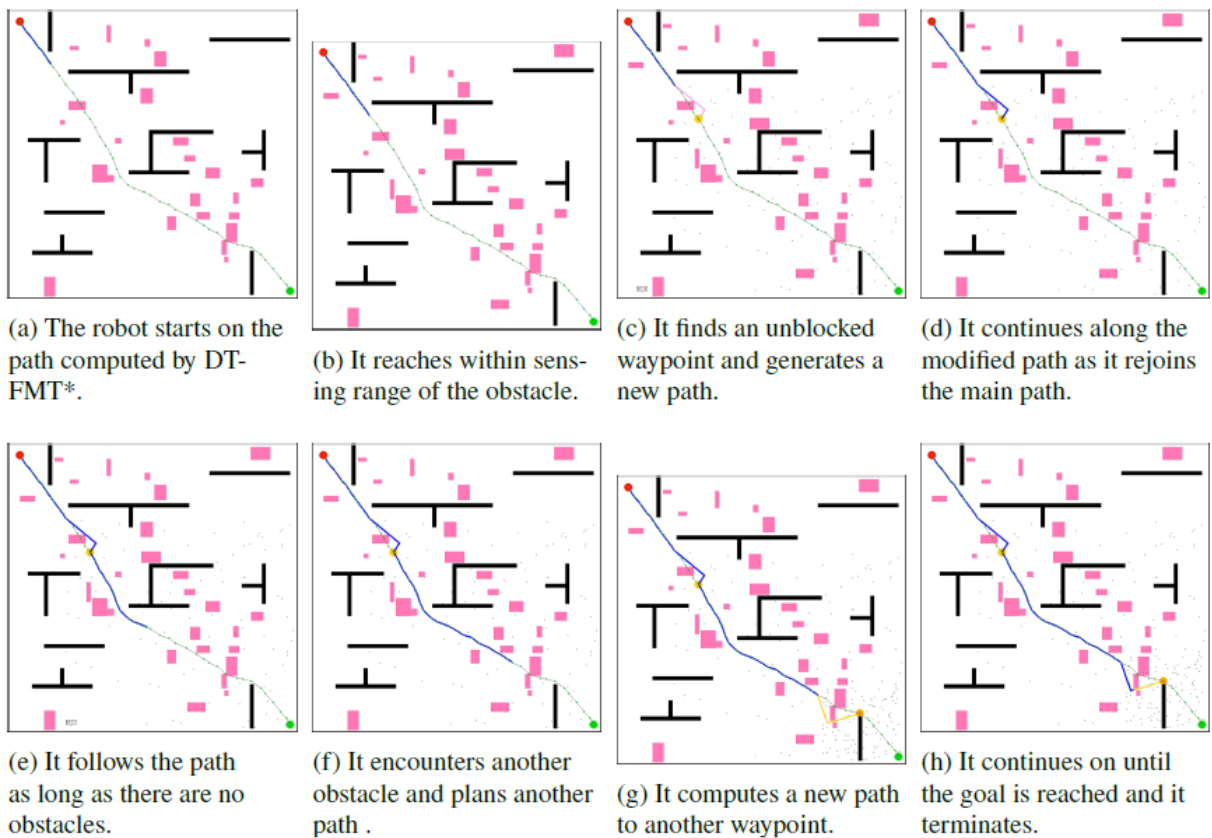 (a) The robot starts on the
path computed by DT-
FMT*.
(b) It reaches within sens-
ing range of the obstacle.
(c) It finds an unblocked
waypoint and generates a
new path.
(d) It continues along the
modified path as it rejoins
the main path.
(e) It follows the path
as long as there are no
obstacles.
(f) It encounters another
obstacle and plans another
path .
(g) It computes a new path
to another waypoint.
(h) It continues on until
the goal is reached and it
terminates.